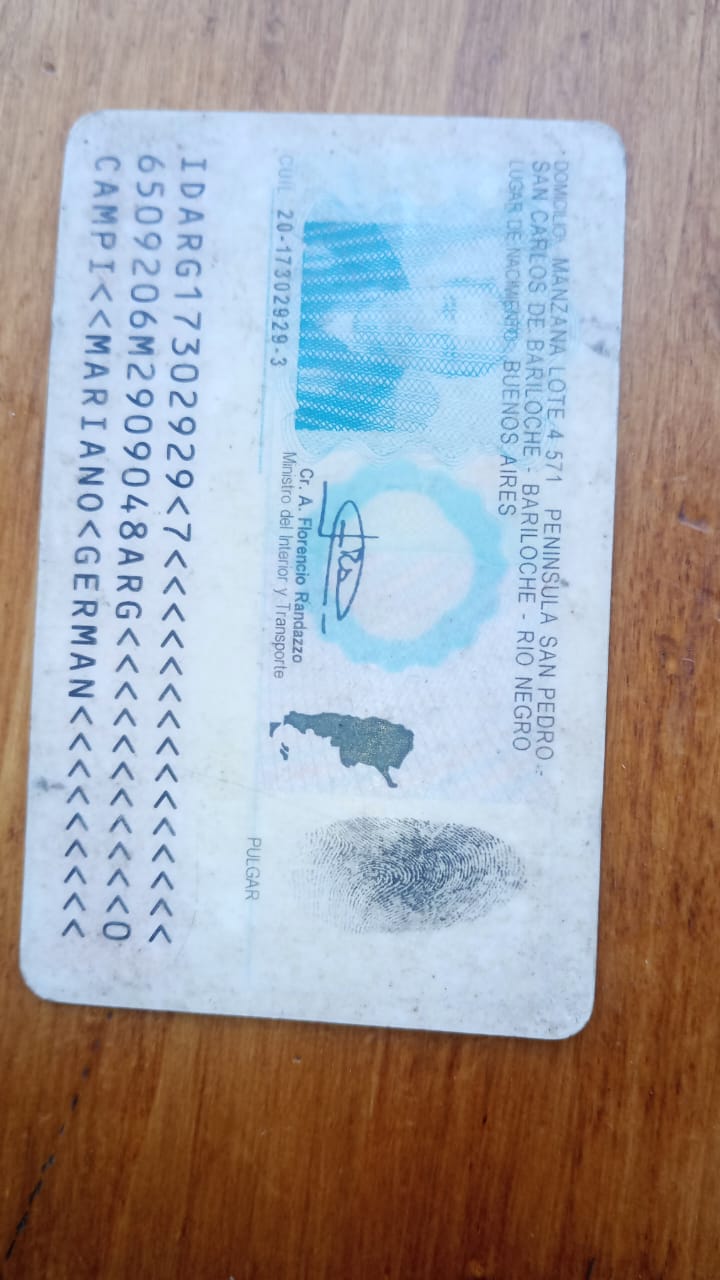 DOMICILIO: MANZANA LOTE 4 571 PENINSULA SAN PEDRO -
SAN CARLOS DE BARILOCHE - BARILOCHE - RIO NEGRO
LUGAR DE NACIMIENTO: BUENOS AIRES
Cr. A. Florencio Randazzo
Ministro del Interior y Transporte
CUIL 20-17302929-3
PULGAR
IDARG17302929<7<<<<<<<<<<<<<<<
6509206M2909048ARG<<<<<<<<<<<0
CAMPI<<MARIANO<GERMAN<<<<<<<<<